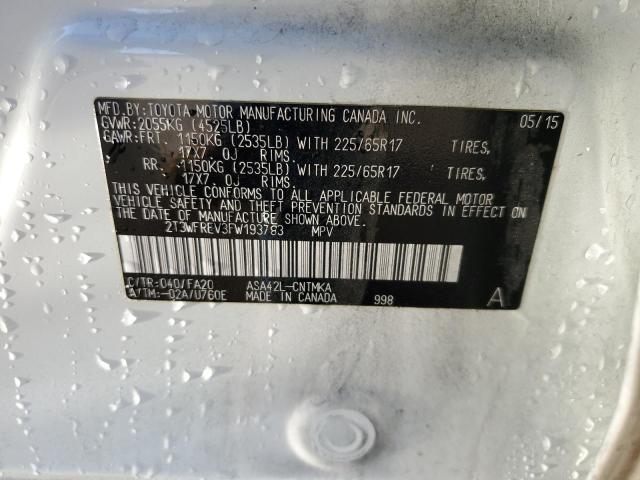 MFD.BY:TOYOTA MOTOR MANUFACTURING CANADA INC. 05/15
GVWR:2055KG (4525LB)
GAWR:FRT 1150KG (2535LB) WITH 225/65R17 TIRES,
17X7 0J RIMS.
RR 1150KG (2535LB) WITH 225/65R17 TIRES,
17X7 0J RIMS.
THIS VEHICLE CONFORMS TO ALL APPLICABLE FEDERAL MOTOR
VEHICLE SAFETY AND THEFT PREVENTION STANDARDS IN EFFECT ON
THE DATE OF MANUFACTURE SHOWN ABOVE.
2T3WFREV3FW193783 MPV
C/TR:040/FA20 ASA42L-CNTMKA
A/TM:-02A/U760E MADE IN CANADA 998 A